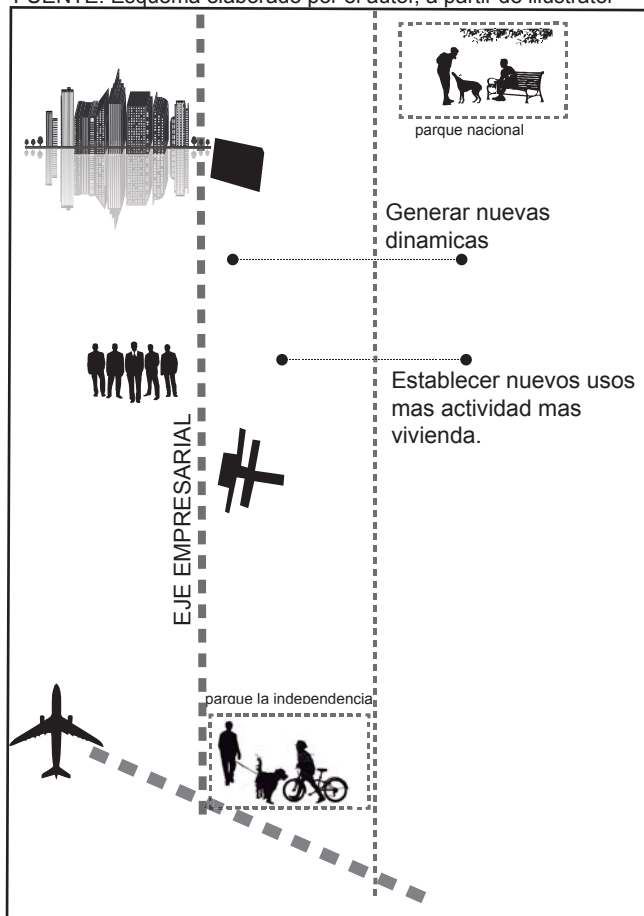 FUENTE: Esquema elaborado por el autor, a partir de illustrator
parque nacional
Generar nuevas
dinamicas
Establecer nuevos usos
mas actividad mas
vivienda.
EJE EMPRESARIAL
parque la independencia